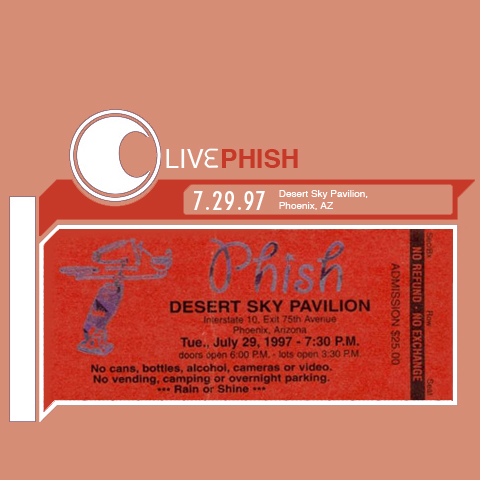 LIVEPHISH
7.29.97
Desert Sky Pavilion,
Phoenix, AZ
Phish
DESERT SKY PAVILION
Interstate 10, Exit 75th Avenue
Phoenix, Arizona
Tue., July 29, 1997 - 7:30 P.M.
doors open 6:00 P.M. - lots open 3:30 P.M.
No cans, bottles, alcohol, cameras or video.
No vending, camping or overnight parking.
••• Rain or Shine •••
ADMISSION $25.00
NO REFUND - NO EXCHANGE
Row
Seat